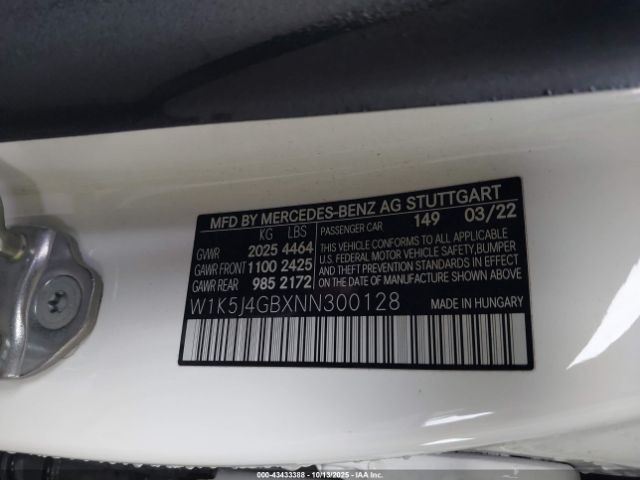 MFD BY MERCEDES-BENZ AG STUTTGART
KG LBS PASSENGER CAR 149 03/22
GVWR 2025 4464
GAWR FRONT 1100 2425
GAWR REAR 985 2172
THIS VEHICLE CONFORMS TO ALL APPLICABLE
U.S. FEDERAL MOTOR VEHICLE SAFETY,BUMPER
AND THEFT PREVENTION STANDARDS IN EFFECT
ON THE DATE OF MANUFACTURE SHOWN ABOVE.
W1K5J4GBXNN300128 MADE IN HUNGARY
000-43433388 | 10/13/2025 | IAA Inc.